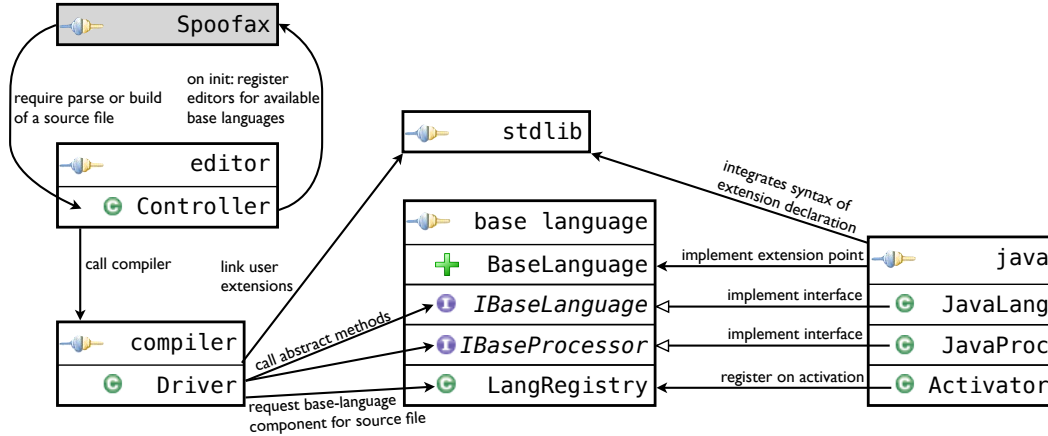 Spoofax
require parse or build
of a source file
on init: register
editors for available
base languages
editor
C Controller
call compiler
link user
extensions
compiler
C Driver
stdlib
integrates syntax of
extension declaration
base language
BaseLanguage
I IBaseLanguage
I IBaseProcessor
C LangRegistry
call abstract methods
request base-language
component for source file
implement extension point
implement interface
implement interface
register on activation
java
C JavaLang
C JavaProc
C Activator